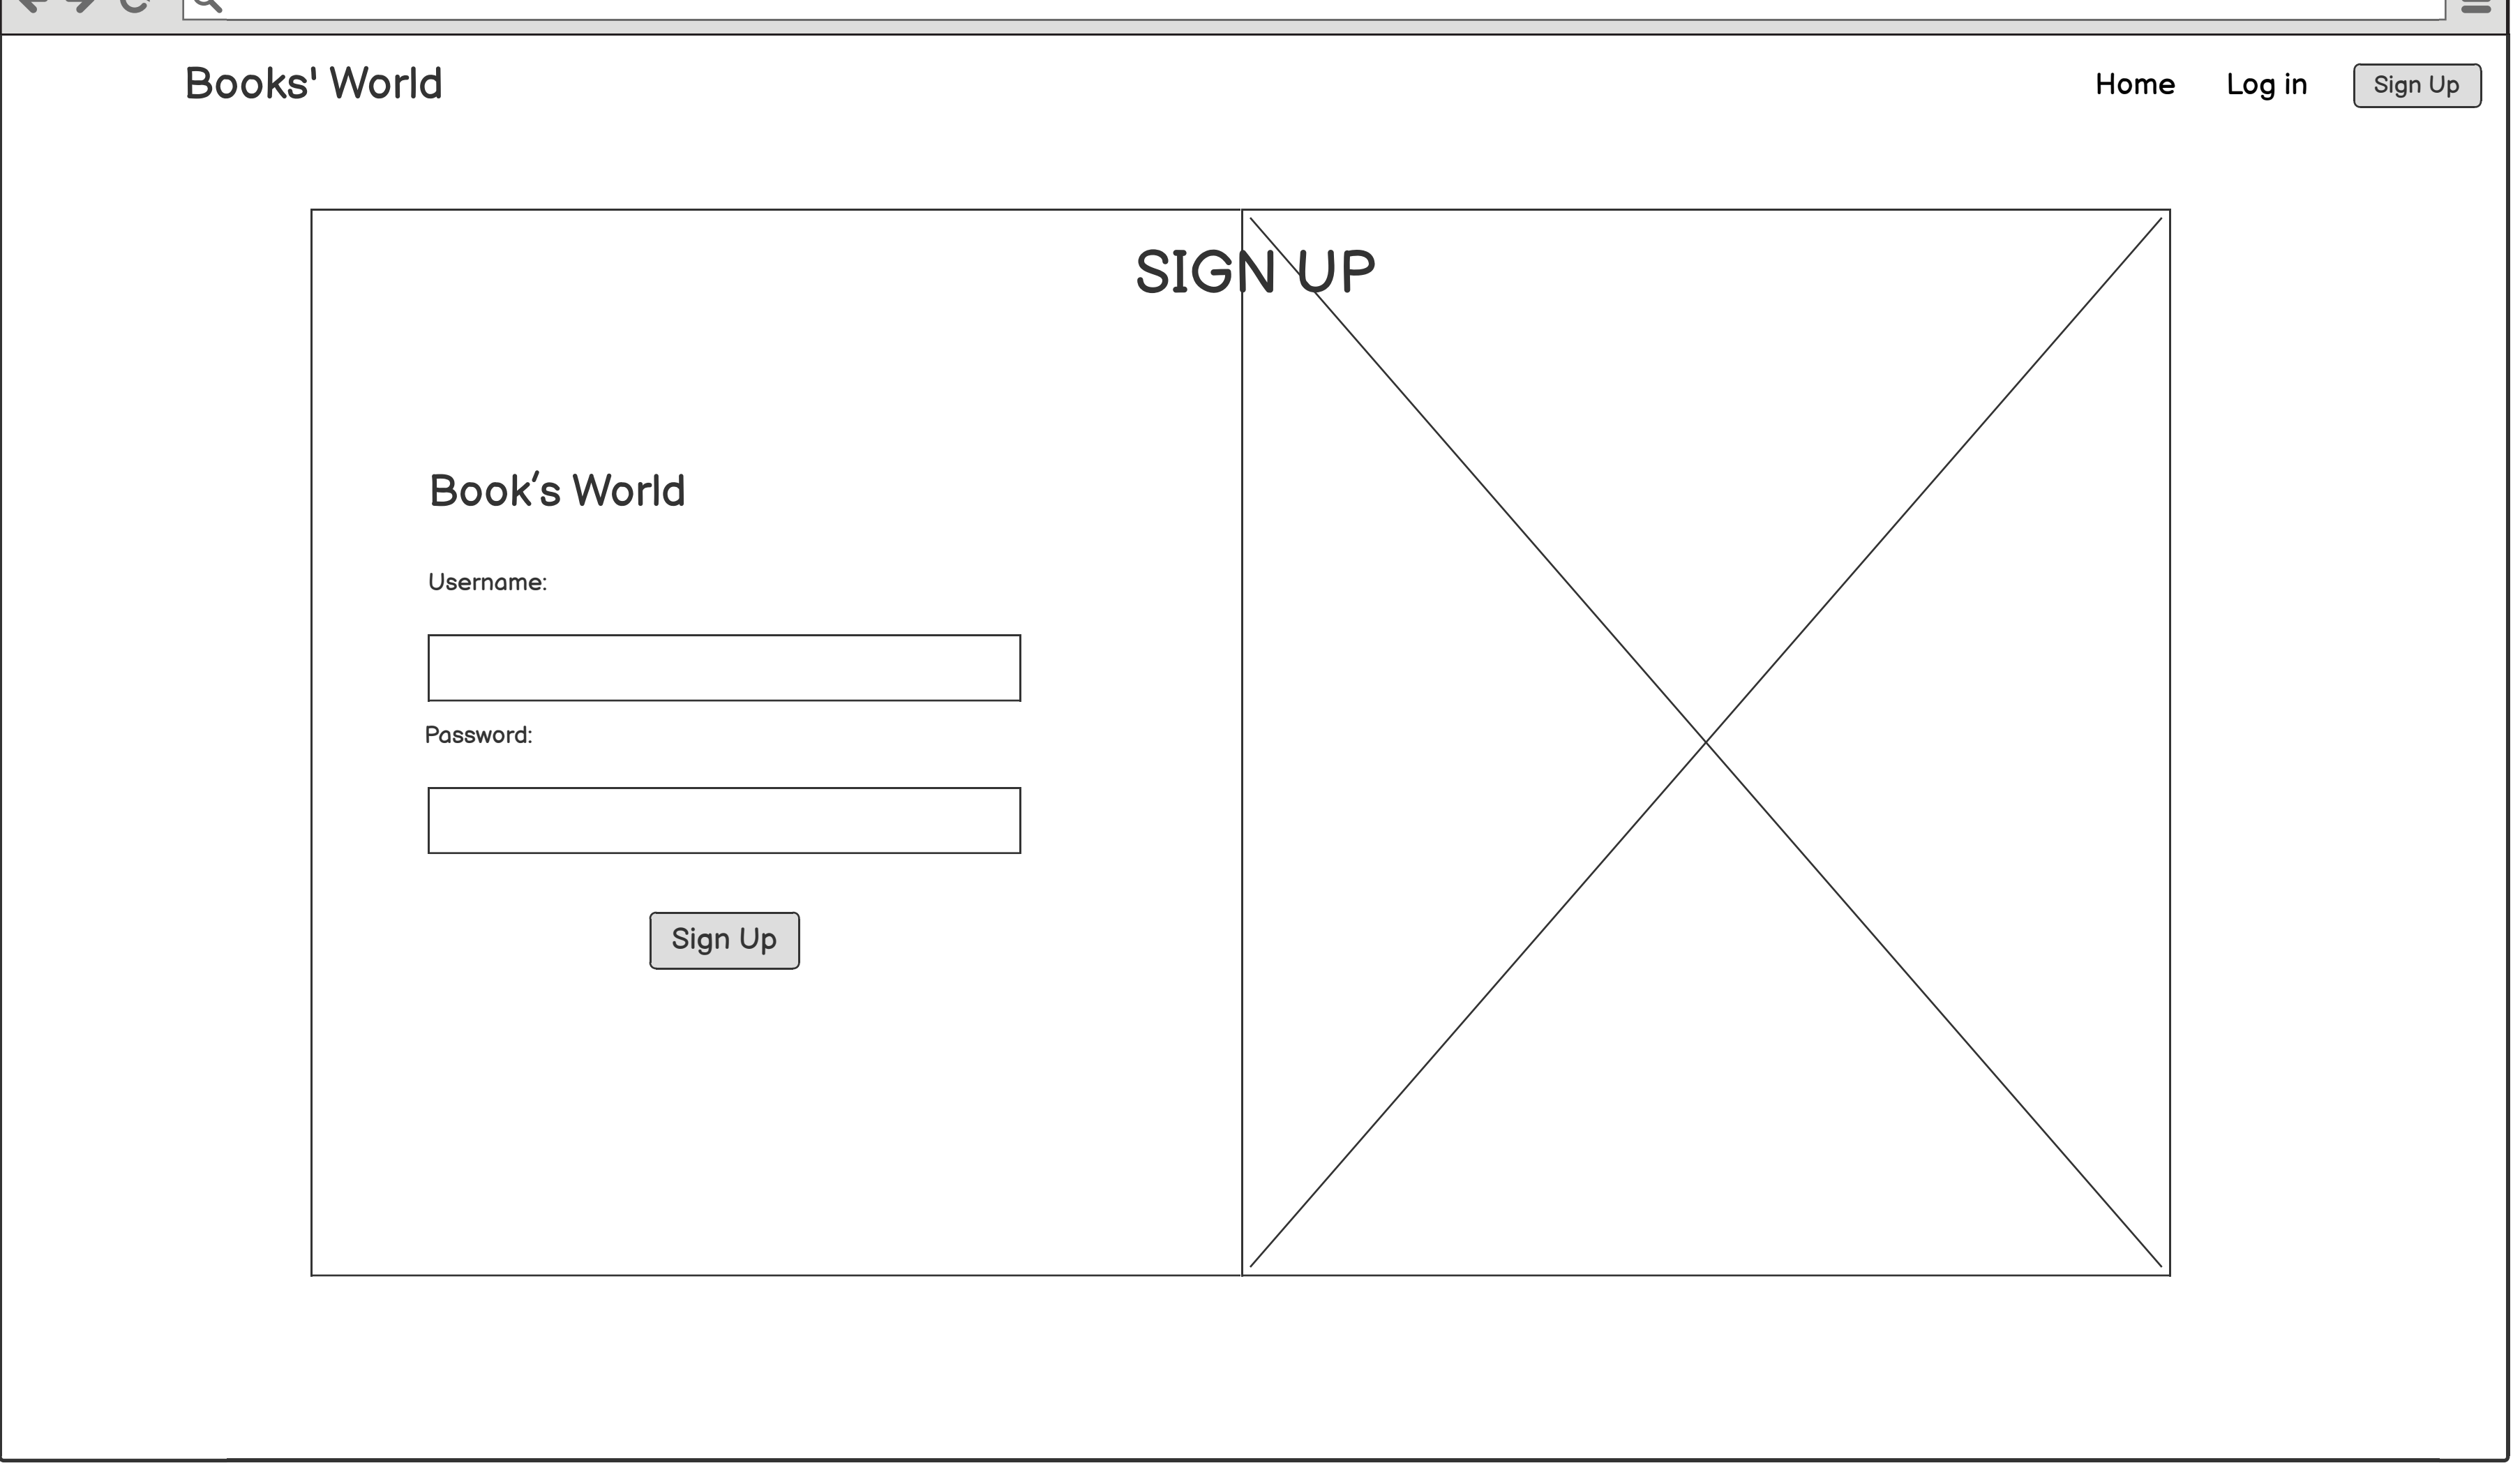 Books' World
Home Log in Sign Up
SIGN UP
Book's World
Username:
Password:
Sign Up